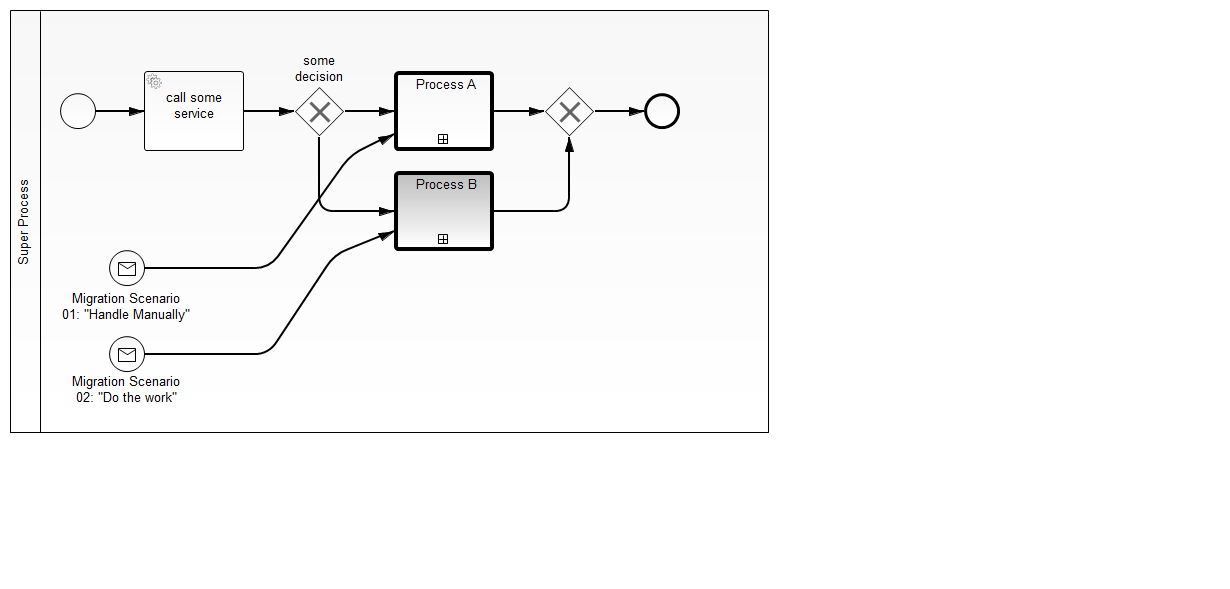 Super Process
call some
service
some
decision
Process A
Process B
Migration Scenario
01: "Handle Manually"
Migration Scenario
02: "Do the work"